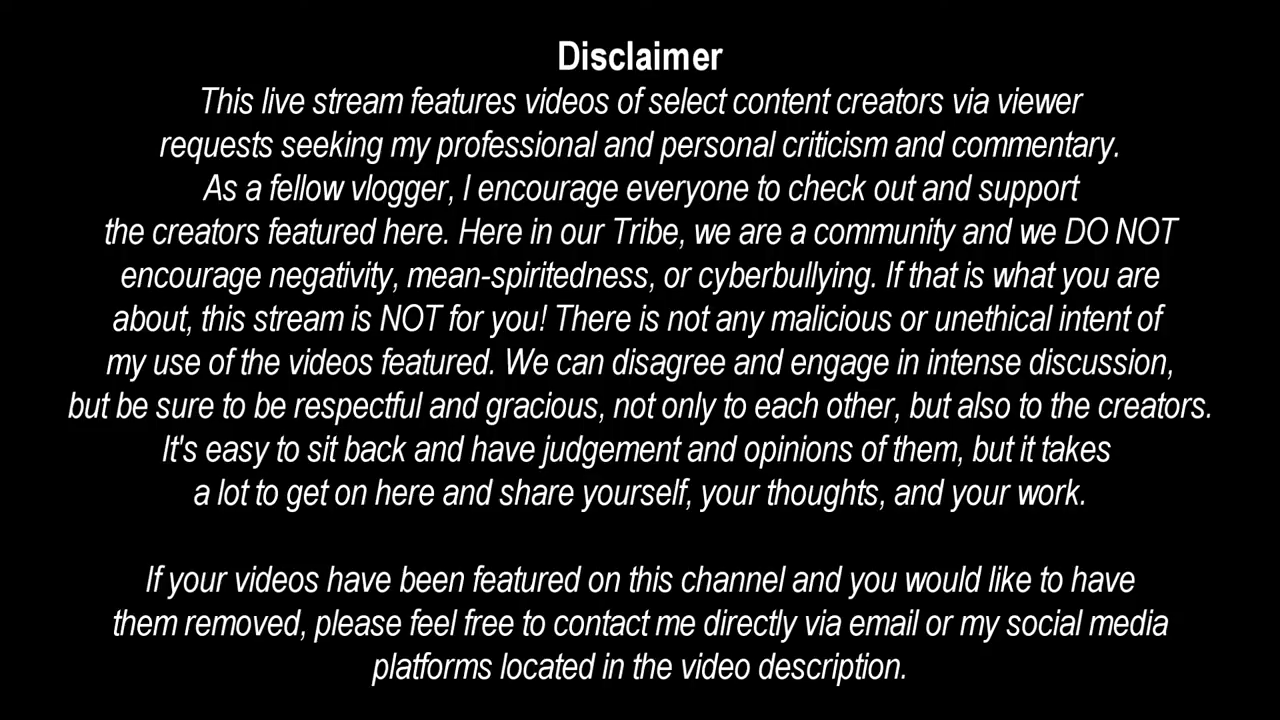 Disclaimer
This live stream features videos of select content creators via viewer
requests seeking my professional and personal criticism and commentary.
As a fellow vlogger, I encourage everyone to check out and support
the creators featured here. Here in our Tribe, we are a community and we DO NOT
encourage negativity, mean-spiritedness, or cyberbullying. If that is what you are
about, this stream is NOT for you! There is not any malicious or unethical intent of
my use of the videos featured. We can disagree and engage in intense discussion,
but be sure to be respectful and gracious, not only to each other, but also to the creators.
It's easy to sit back and have judgement and opinions of them, but it takes
a lot to get on here and share yourself, your thoughts, and your work.
If your videos have been featured on this channel and you would like to have
them removed, please feel free to contact me directly via email or my social media
platforms located in the video description.